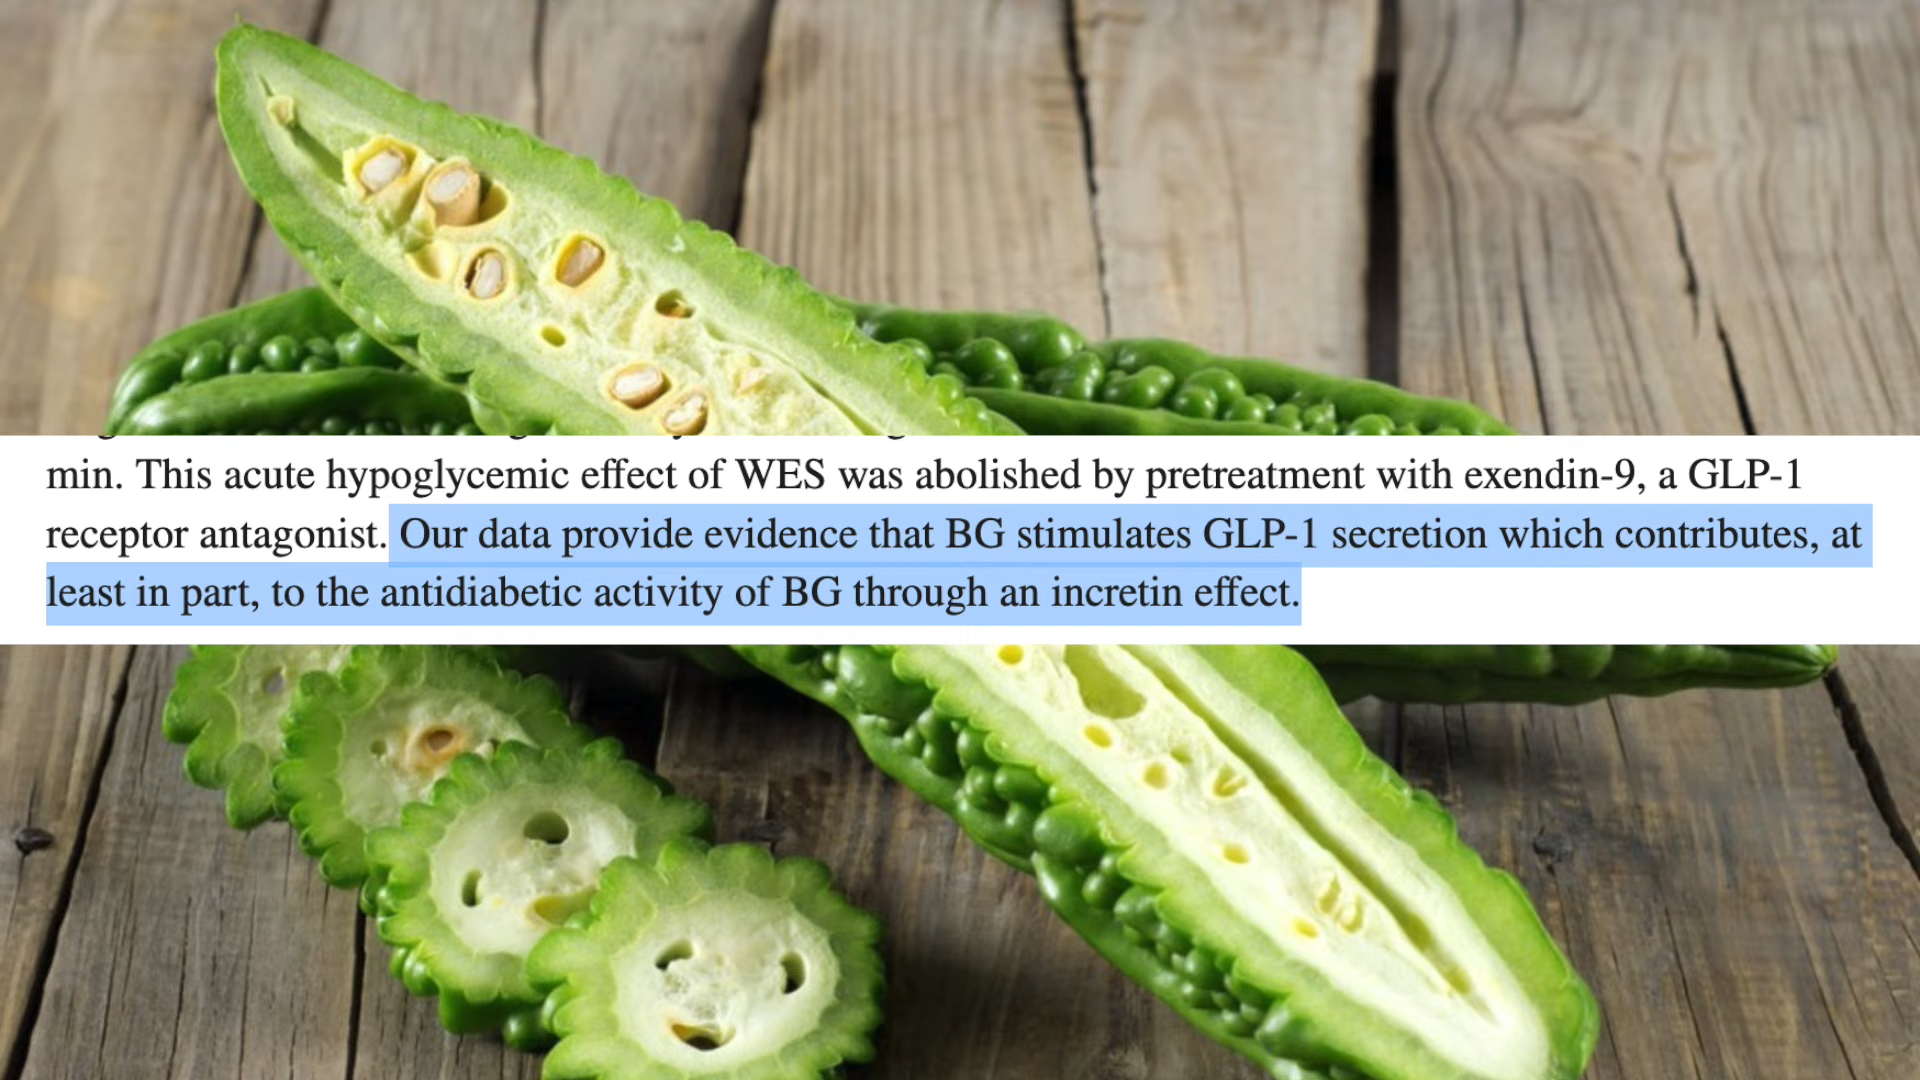 min. This acute hypoglycemic effect of WES was abolished by pretreatment with exendin-9, a GLP-1
receptor antagonist. Our data provide evidence that BG stimulates GLP-1 secretion which contributes, at
least in part, to the antidiabetic activity of BG through an incretin effect.